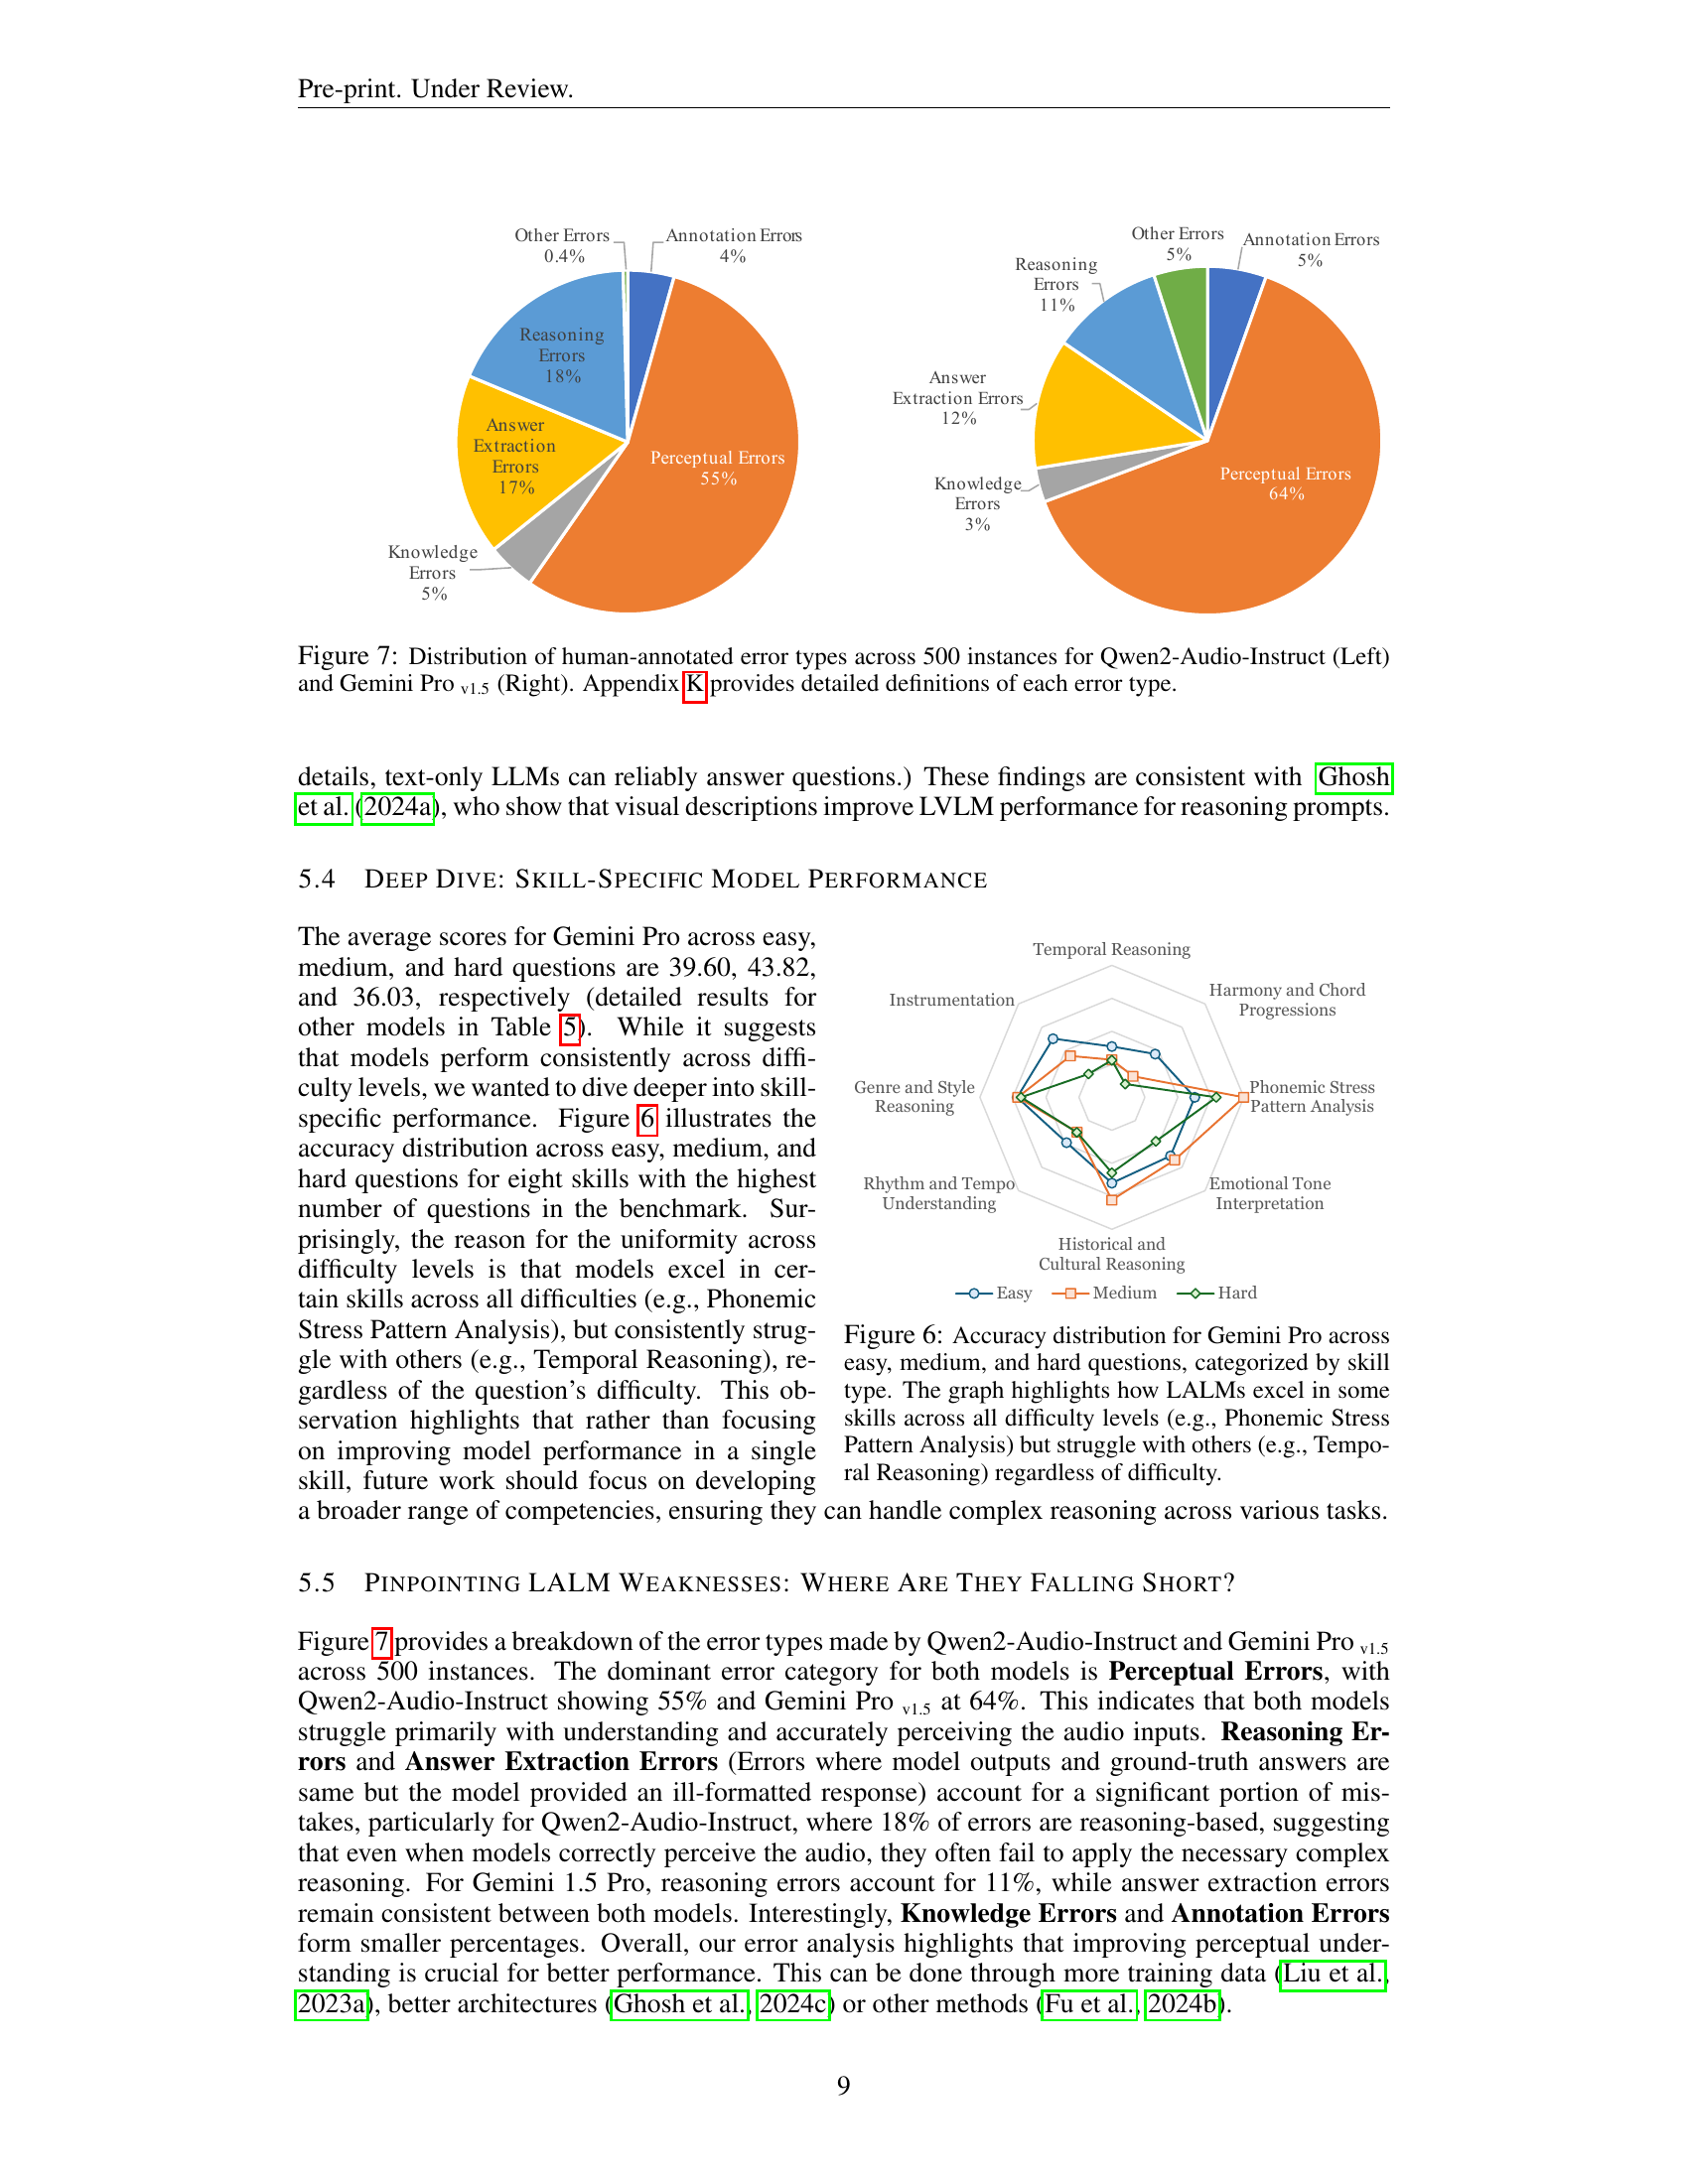 Pre-print. Under Review.
Other Errors
0.4%
Annotation Errors
4%
Reasoning
Errors
18%
Answer
Extraction
Errors
17%
Perceptual Errors
55%
Knowledge
Errors
5%
Other Errors
5%
Annotation Errors
5%
Reasoning
Errors
11%
Answer
Extraction Errors
12%
Knowledge
Errors
3%
Perceptual Errors
64%
Figure 7: Distribution of human-annotated error types across 500 instances for Qwen2-Audio-Instruct (Left)
and Gemini Pro v1.5 (Right). Appendix K provides detailed definitions of each error type.
details, text-only LLMs can reliably answer questions.) These findings are consistent with Ghosh
et al. (2024a), who show that visual descriptions improve LVLM performance for reasoning prompts.
5.4 DEEP DIVE: SKILL-SPECIFIC MODEL PERFORMANCE
The average scores for Gemini Pro across easy,
medium, and hard questions are 39.60, 43.82,
and 36.03, respectively (detailed results for
other models in Table 5). While it suggests
that models perform consistently across diffi-
culty levels, we wanted to dive deeper into skill-
specific performance. Figure 6 illustrates the
accuracy distribution across easy, medium, and
hard questions for eight skills with the highest
number of questions in the benchmark. Sur-
prisingly, the reason for the uniformity across
difficulty levels is that models excel in cer-
tain skills across all difficulties (e.g., Phonemic
Stress Pattern Analysis), but consistently strug-
gle with others (e.g., Temporal Reasoning), re-
gardless of the question's difficulty. This ob-
servation highlights that rather than focusing
on improving model performance in a single
skill, future work should focus on developing
a broader range of competencies, ensuring they can handle complex reasoning across various tasks.
Temporal Reasoning
Harmony and Chord
Progressions
Instrumentation
Genre and Style
Reasoning
Phonemic Stress
Pattern Analysis
Rhythm and Tempo
Understanding
Emotional Tone
Interpretation
Historical and
Cultural Reasoning
Easy Medium Hard
Figure 6: Accuracy distribution for Gemini Pro across
easy, medium, and hard questions, categorized by skill
type. The graph highlights how LALMs excel in some
skills across all difficulty levels (e.g., Phonemic Stress
Pattern Analysis) but struggle with others (e.g., Tempo-
ral Reasoning) regardless of difficulty.
5.5 PINPOINTING LALM WEAKNESSES: WHERE ARE THEY FALLING SHORT?
Figure 7 provides a breakdown of the error types made by Qwen2-Audio-Instruct and Gemini Pro v1.5
across 500 instances. The dominant error category for both models is Perceptual Errors, with
Qwen2-Audio-Instruct showing 55% and Gemini Pro v1.5 at 64%. This indicates that both models
struggle primarily with understanding and accurately perceiving the audio inputs. Reasoning Er-
rors and Answer Extraction Errors (Errors where model outputs and ground-truth answers are
same but the model provided an ill-formatted response) account for a significant portion of mis-
takes, particularly for Qwen2-Audio-Instruct, where 18% of errors are reasoning-based, suggesting
that even when models correctly perceive the audio, they often fail to apply the necessary complex
reasoning. For Gemini 1.5 Pro, reasoning errors account for 11%, while answer extraction errors
remain consistent between both models. Interestingly, Knowledge Errors and Annotation Errors
form smaller percentages. Overall, our error analysis highlights that improving perceptual under-
standing is crucial for better performance. This can be done through more training data (Liu et al.,
2023a), better architectures (Ghosh et al., 2024c) or other methods (Fu et al., 2024b).
9